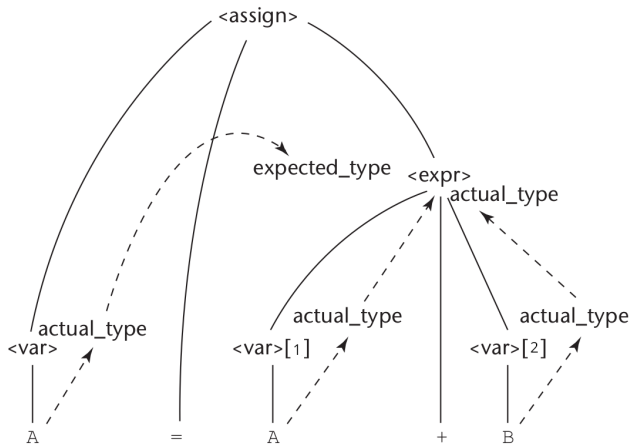 <assign>
expected_type
<expr>
actual_type
actual_type
<var>
actual_type
<var>[1]
actual_type
<var>[2]
A
=
A
+
B